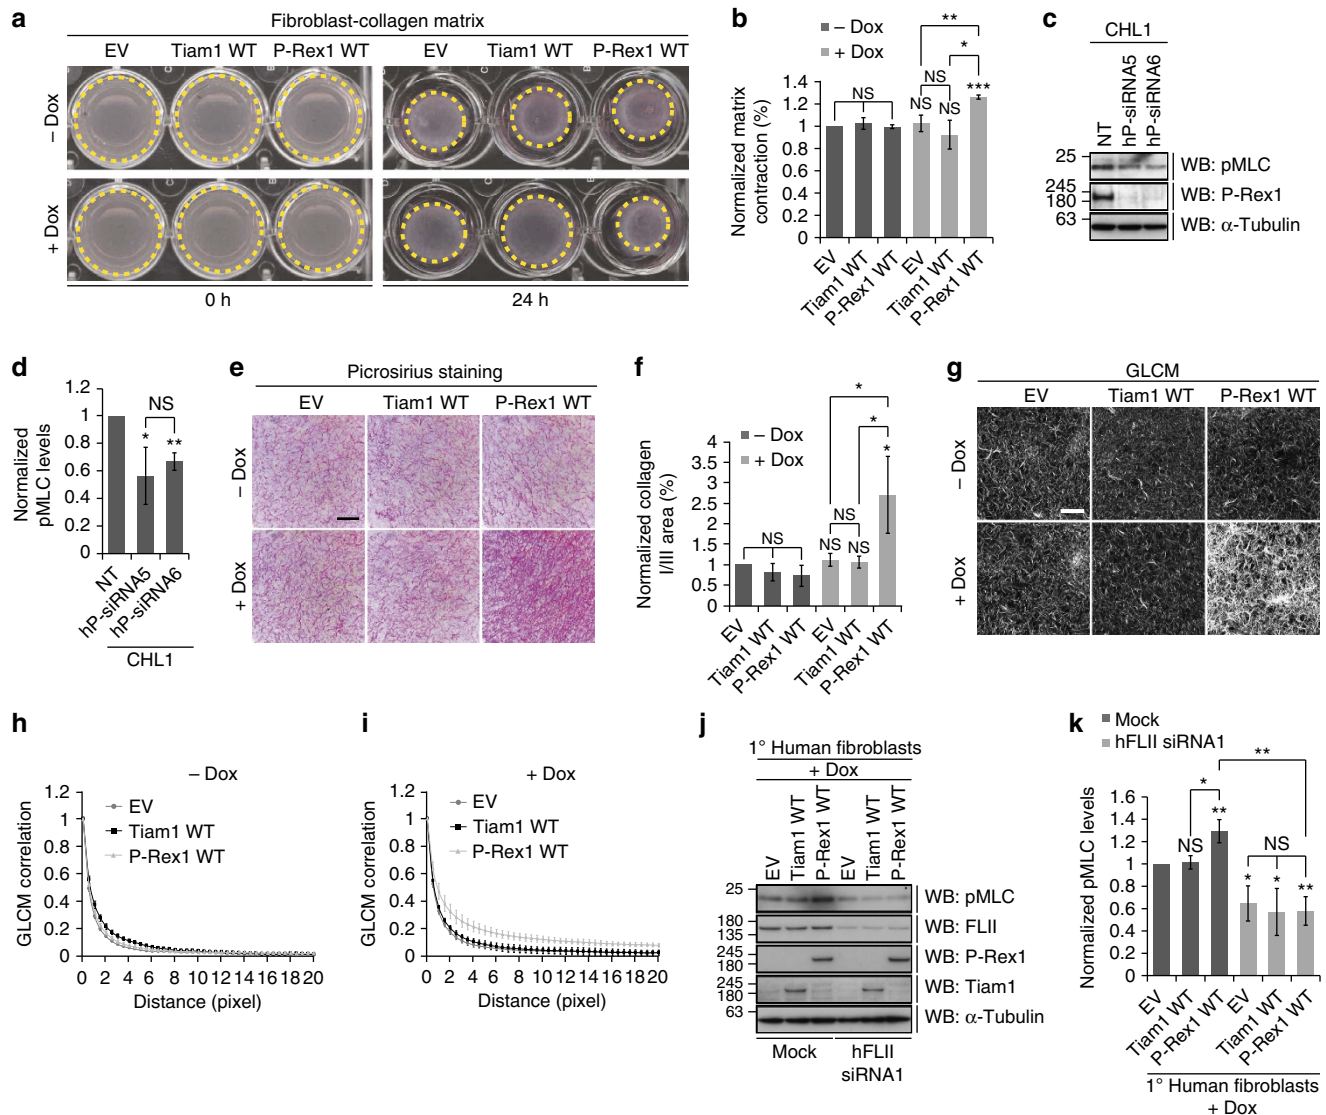 a
Fibroblast-collagen matrix
EV Tiam1 WT P-Rex1 WT EV Tiam1 WT P-Rex1 WT
– Dox
+ Dox
0 h 24 h
b
– Dox
+ Dox
Normalized matrix
contraction (%)
1.4
1.2
1
0.8
0.6
0.4
0.2
0
NS NS NS NS *** * **
EV Tiam1 WT P-Rex1 WT EV Tiam1 WT P-Rex1 WT
c
CHL1
NT hP-siRNA5 hP-siRNA6
25 WB: pMLC
245
180 WB: P-Rex1
63 WB: α-Tubulin
d
Normalized
pMLC levels
1.2
1
0.8
0.6
0.4
0.2
0
NS
* **
NT hP-siRNA5 hP-siRNA6
CHL1
e
Picrosirius staining
EV Tiam1 WT P-Rex1 WT
– Dox
+ Dox
f
– Dox
+ Dox
Normalized collagen
I/III area (%)
4
3.5
3
2.5
2
1.5
1
0.5
0
NS NS NS NS * * *
EV Tiam1 WT P-Rex1 WT EV Tiam1 WT P-Rex1 WT
g
GLCM
EV Tiam1 WT P-Rex1 WT
– Dox
+ Dox
h
– Dox
GLCM correlation
1.2
1
0.8
0.6
0.4
0.2
0
EV
Tiam1 WT
P-Rex1 WT
0 2 4 6 8 10 12 14 16 18 20
Distance (pixel)
i
+ Dox
GLCM correlation
1.2
1
0.8
0.6
0.4
0.2
0
EV
Tiam1 WT
P-Rex1 WT
0 2 4 6 8 10 12 14 16 18 20
Distance (pixel)
j
1° Human fibroblasts
+ Dox
EV Tiam1 WT P-Rex1 WT EV Tiam1 WT P-Rex1 WT
25 WB: pMLC
180
135 WB: FLII
245
180 WB: P-Rex1
245
180 WB: Tiam1
63 WB: α-Tubulin
Mock hFLII
siRNA1
k
Mock
hFLII siRNA1
Normalized pMLC levels
1.6
1.4
1.2
1
0.8
0.6
0.4
0.2
0
NS * ** ** NS * * **
EV Tiam1 WT P-Rex1 WT EV Tiam1 WT P-Rex1 WT
1° Human fibroblasts
+ Dox